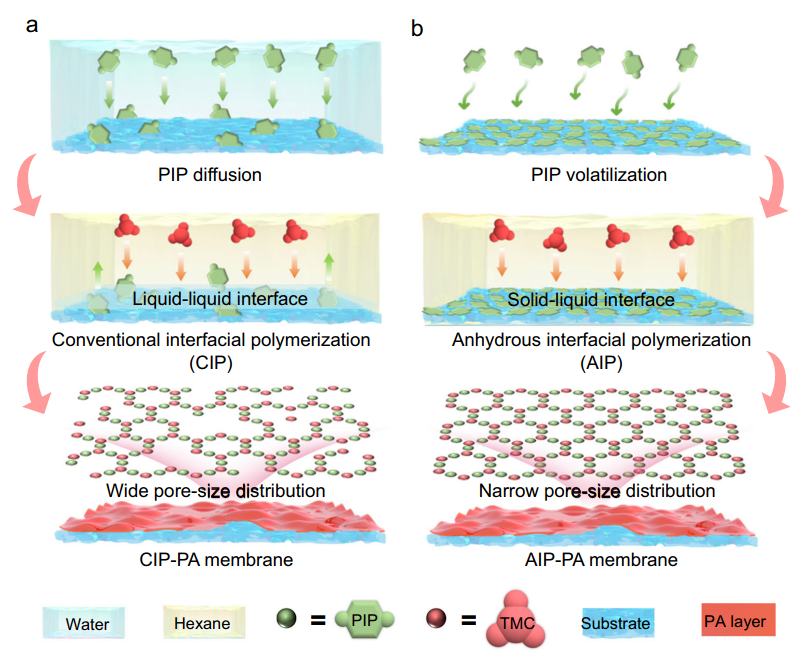 a
b
PIP diffusion
PIP volatilization
Liquid-liquid interface
Solid-liquid interface
Conventional interfacial polymerization
(CIP)
Anhydrous interfacial polymerization
(AIP)
Wide pore-size distribution
Narrow pore-size distribution
CIP-PA membrane
AIP-PA membrane
Water
Hexane
= PIP
= TMC
Substrate
PA layer